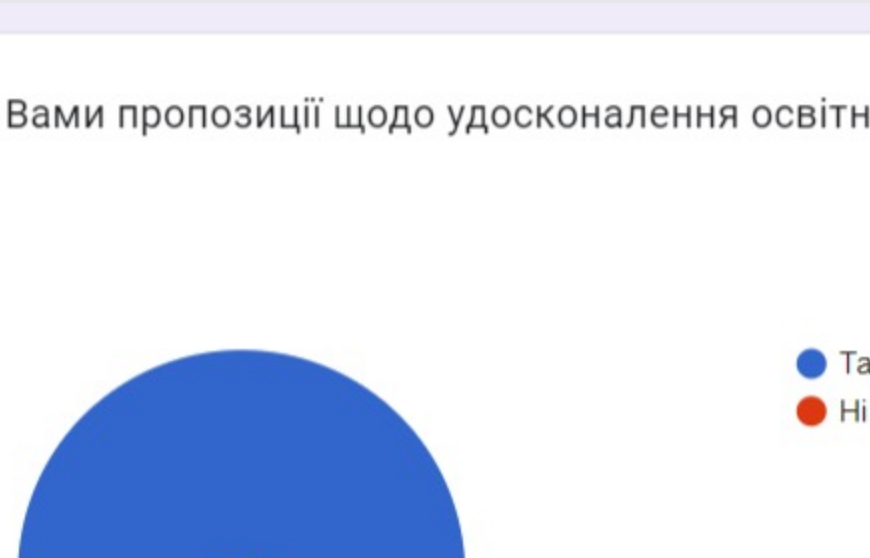 Вами пропозиції щодо удосконалення освітн
Та
Ні